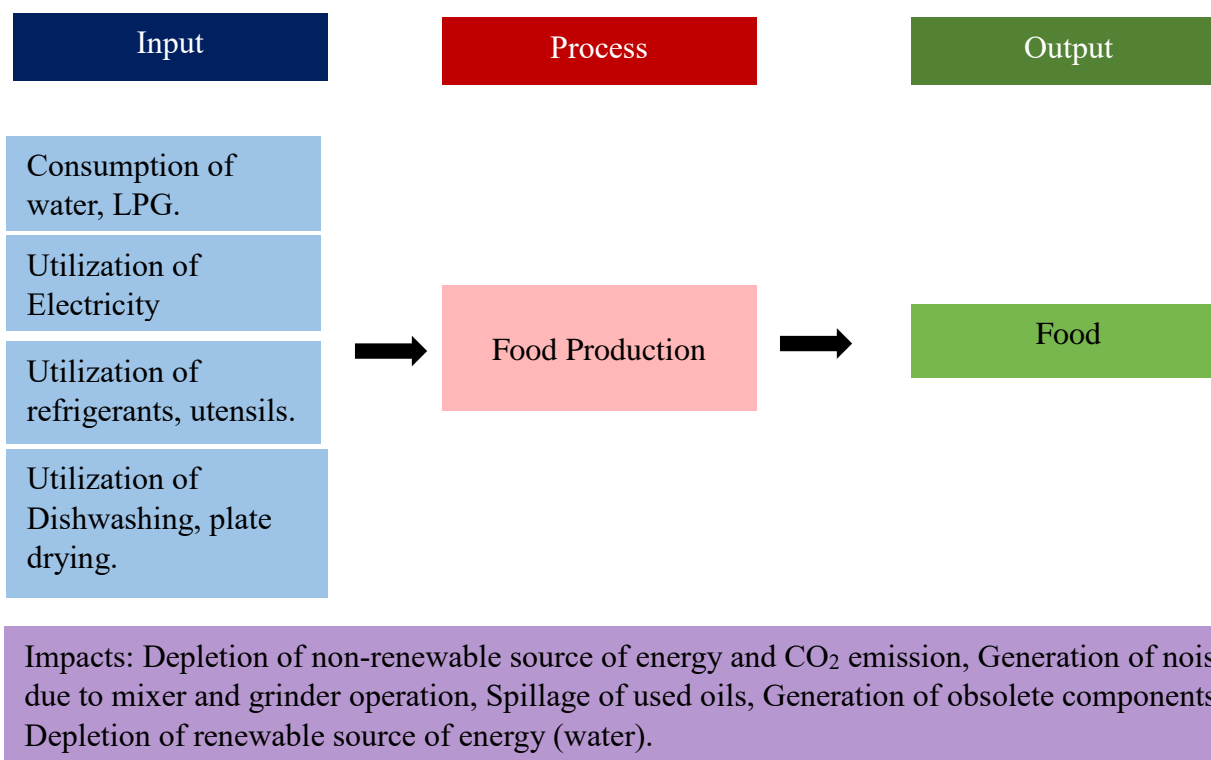 Input
Process
Output
Consumption of
water, LPG.
Utilization of
Electricity
Utilization of
refrigerants, utensils.
Utilization of
Dishwashing, plate
drying.
Food Production
Food
Impacts: Depletion of non-renewable source of energy and CO₂ emission, Generation of nois
due to mixer and grinder operation, Spillage of used oils, Generation of obsolete components
Depletion of renewable source of energy (water).